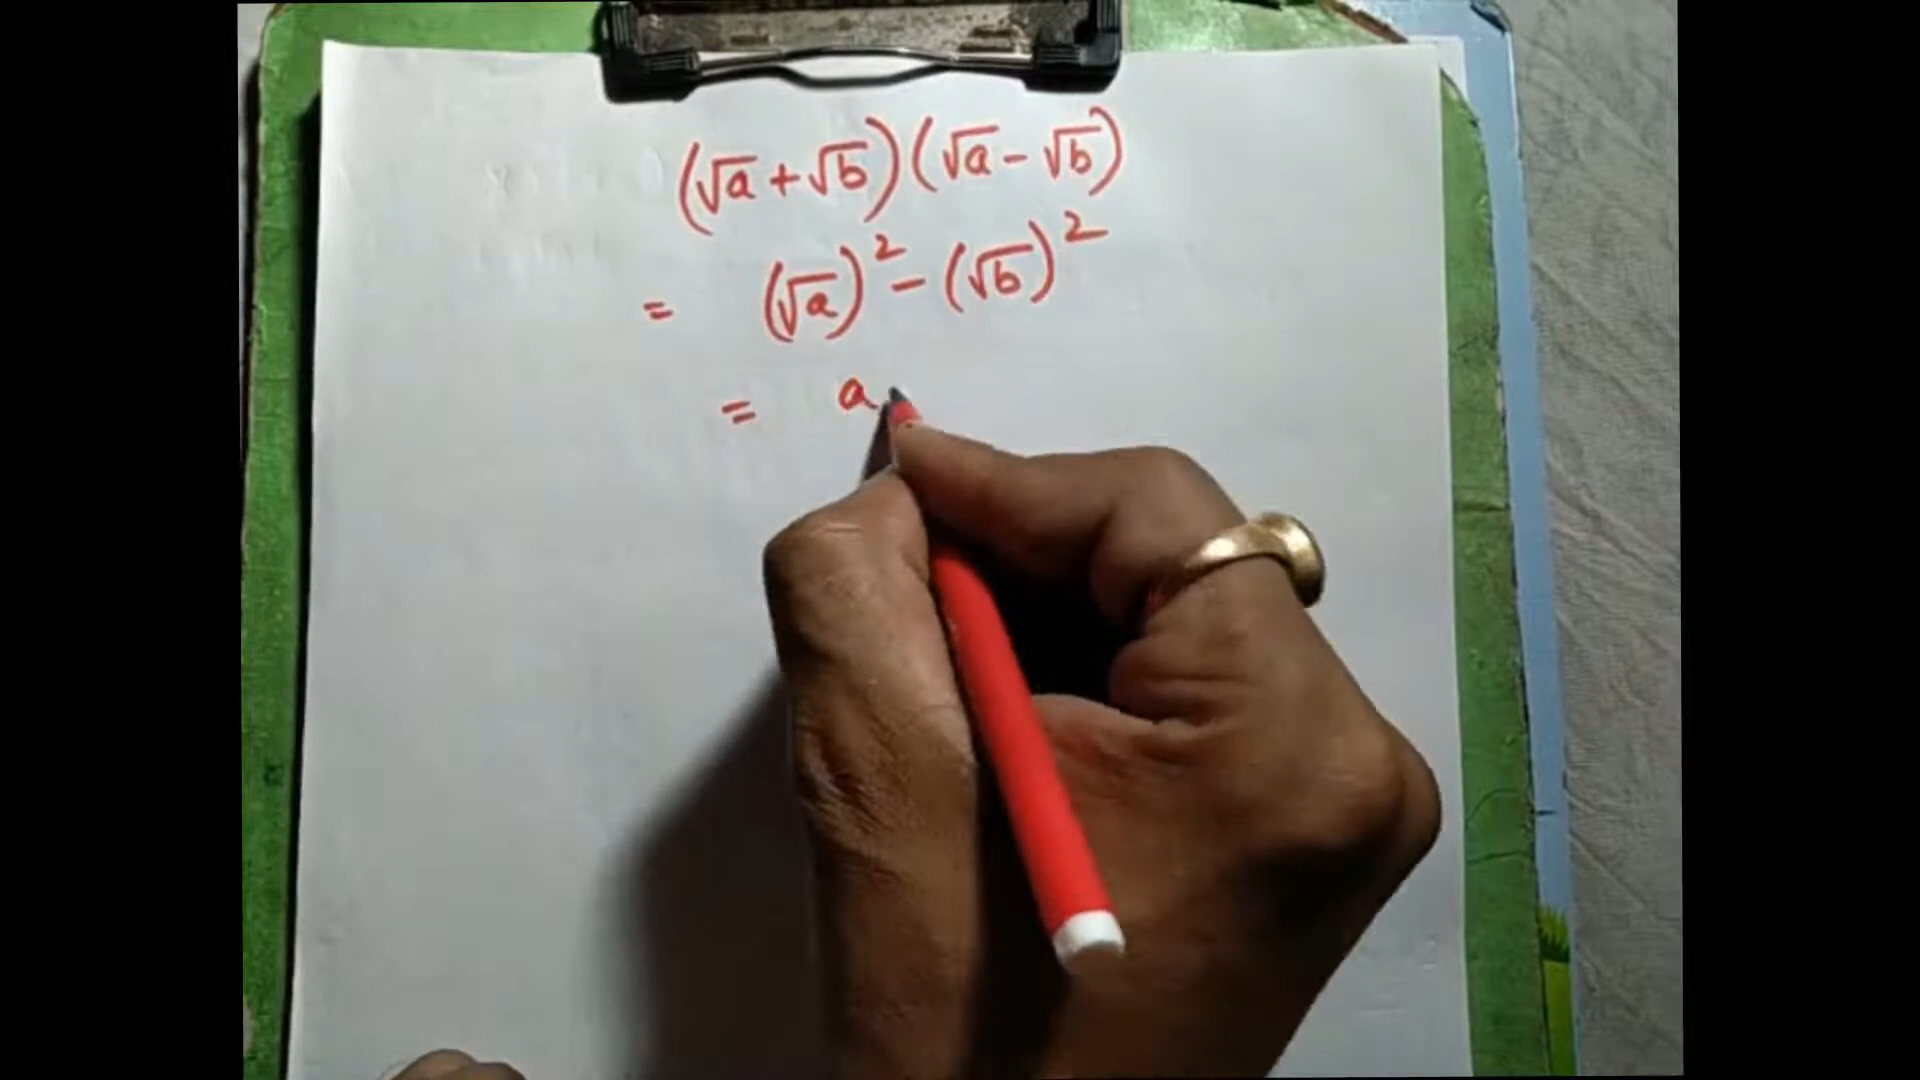 (√a + √b)(√a - √b)
= (√a)² - (√b)²
= a